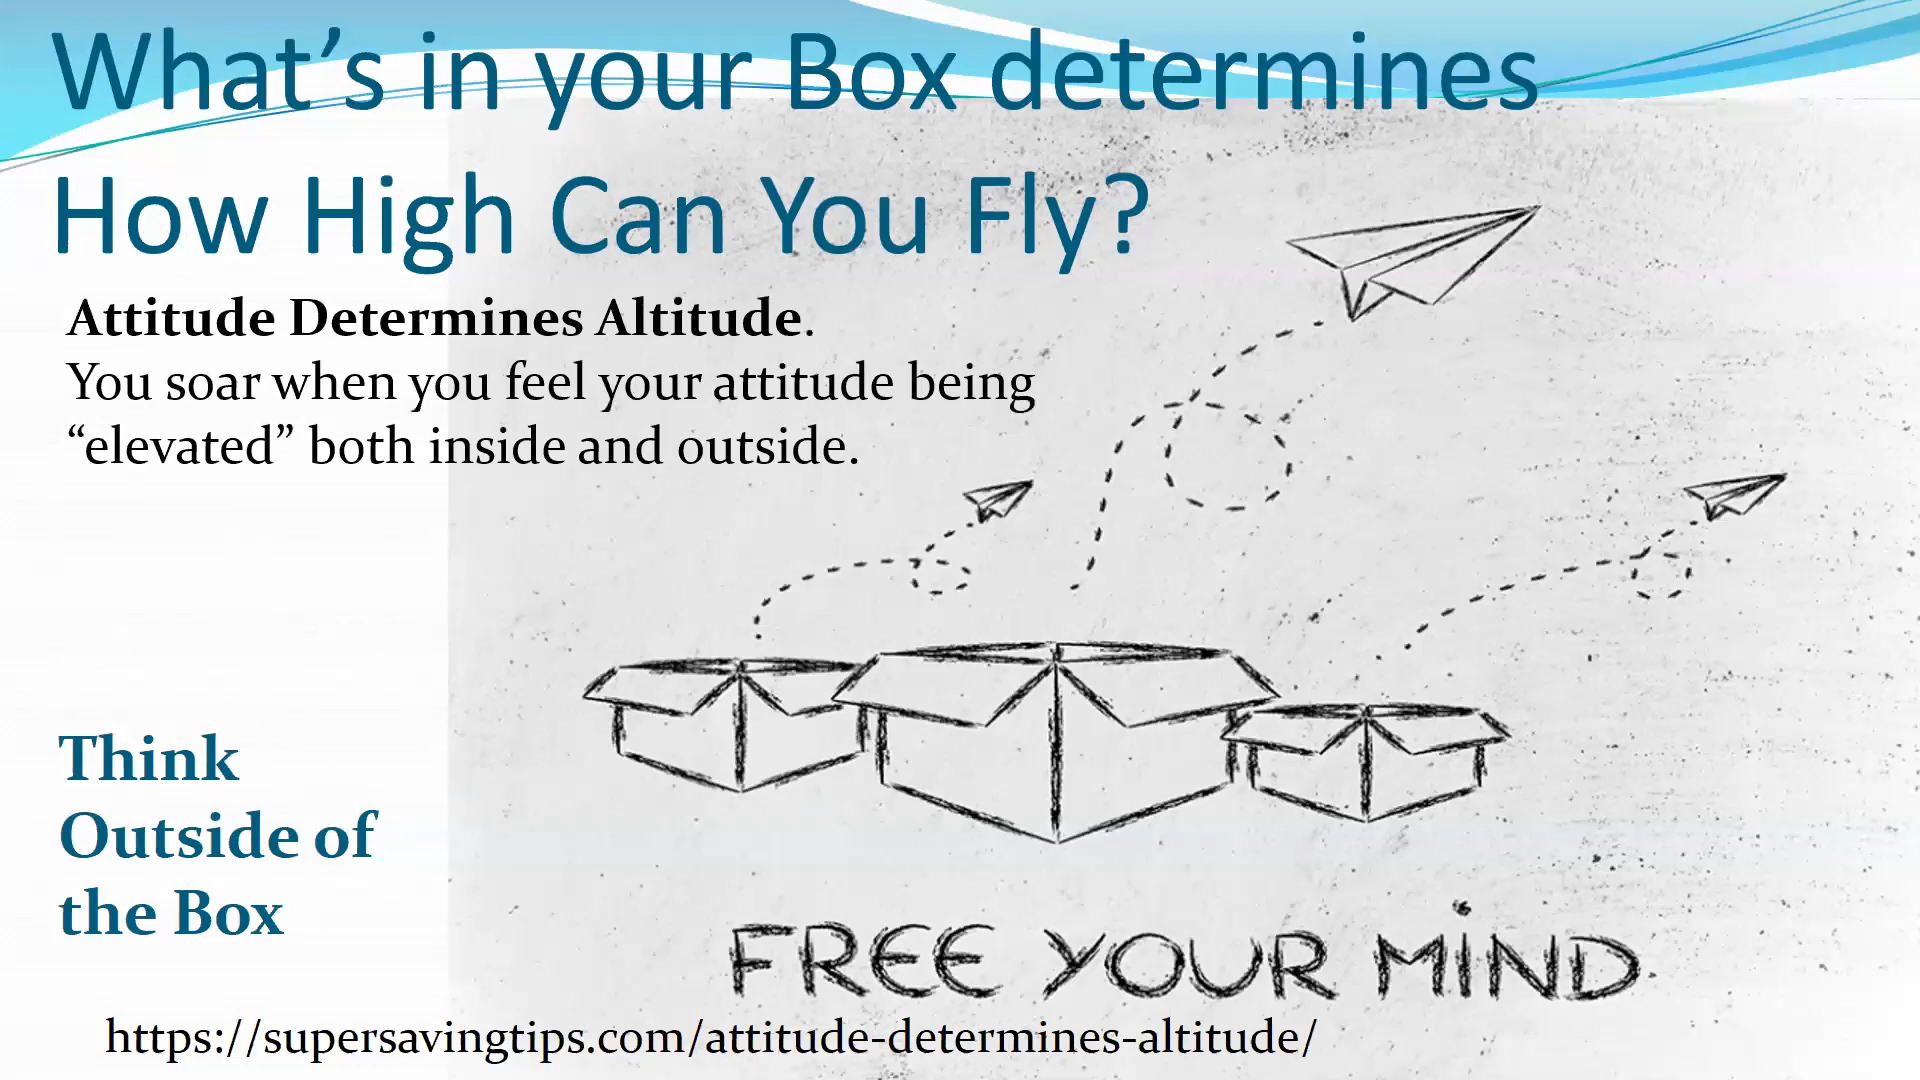 What’s in your Box determines
How High Can You Fly?
Attitude Determines Altitude.
You soar when you feel your attitude being
“elevated” both inside and outside.
Think
Outside of
the Box
FREE YOUR MiND
https://supersavingtips.com/attitude-determines-altitude/